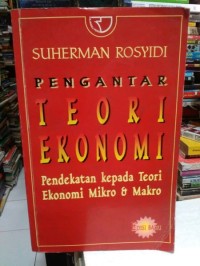 SUHERMAN ROSYIDI
PENGANTAR
TEORI
EKONOMI
Pendekatan kepada Teori
Ekonomi Mikro & Makro